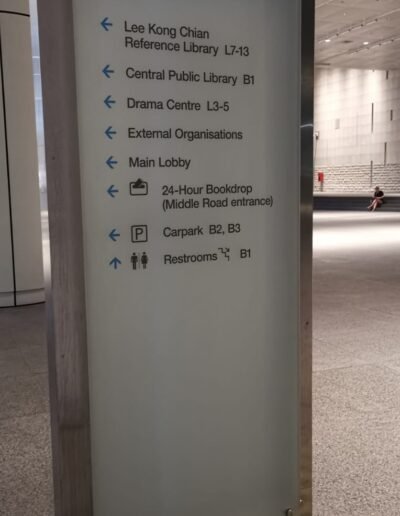 Lee Kong Chian
Reference Library L7-13
Central Public Library B1
Drama Centre L3-5
External Organisations
Main Lobby
24-Hour Bookdrop
(Middle Road entrance)
P Carpark B2, B3
Restrooms B1